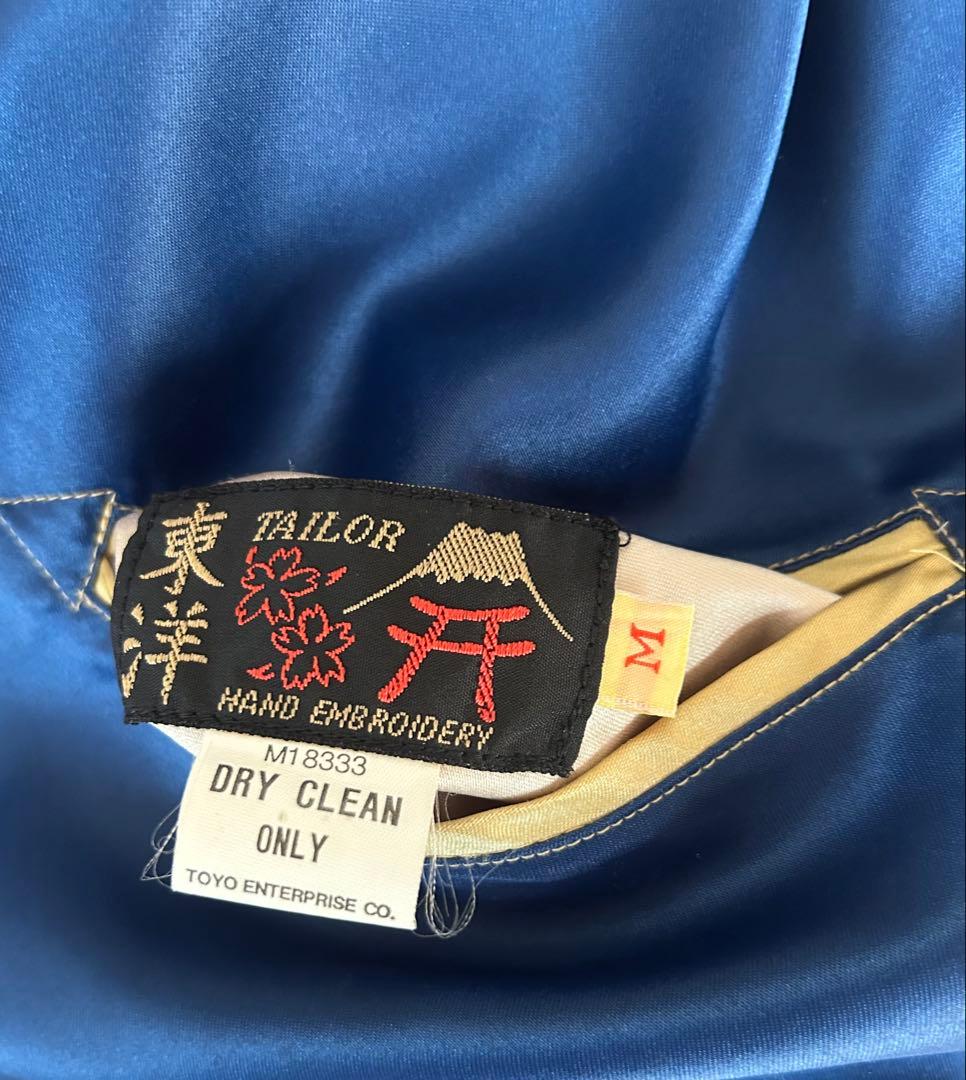 東洋
TAILOR
HAND EMBROIDERY
M
M18333
DRY CLEAN
ONLY
TOYO ENTERPRISE CO.